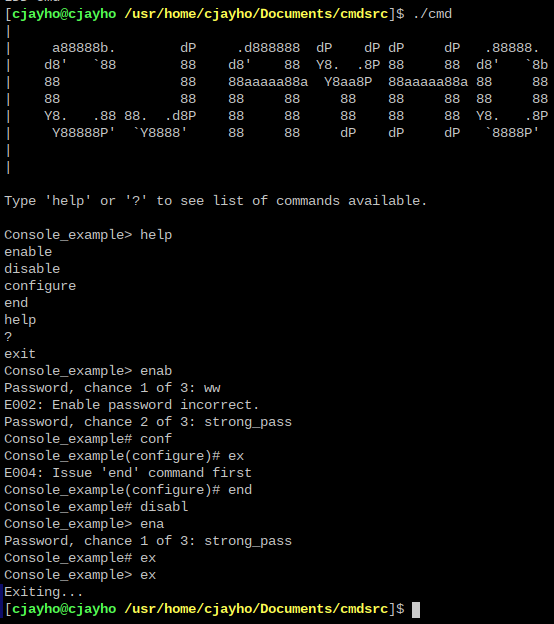 [cjayho@cjayho /usr/home/cjayho/Documents/cmdsrc]$ ./cmd
|
|     a88888b.        dP     .d888888  dP    dP dP     dP   .88888.
|    d8'   `88        88    d8'    88  Y8.  .8P 88     88  d8'   `8b
|    88               88    88aaaaa88a  Y8aa8P  88aaaaa88a 88     88
|    88               88    88     88     88    88     88  88     88
|    Y8.   .88 88.  .d8P    88     88     88    88     88  Y8.   .8P
|     Y88888P'  `Y8888'     88     88     dP    dP     dP   `8888P'
|
|
Type 'help' or '?' to see list of commands available.
Console_example> help
enable
disable
configure
end
help
?
exit
Console_example> enab
Password, chance 1 of 3: ww
E002: Enable password incorrect.
Password, chance 2 of 3: strong_pass
Console_example# conf
Console_example(configure)# ex
E004: Issue 'end' command first
Console_example(configure)# end
Console_example# disabl
Console_example> ena
Password, chance 1 of 3: strong_pass
Console_example# ex
Console_example> ex
Exiting...
[cjayho@cjayho /usr/home/cjayho/Documents/cmdsrc]$